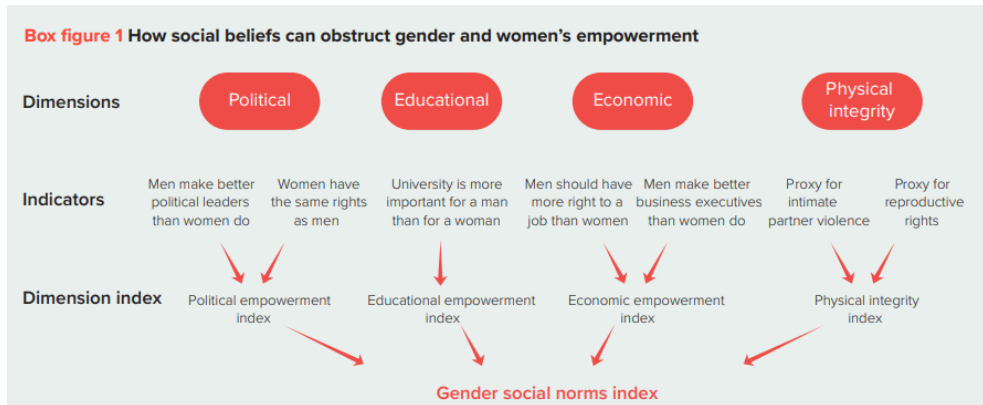 Box figure 1 How social beliefs can obstruct gender and women’s empowerment
Dimensions
Political
Educational
Economic
Physical
integrity
Indicators
Men make better
political leaders
than women do
Women have
the same rights
as men
University is more
important for a man
than for a woman
Men should have
more right to a
job than women
Men make better
business executives
than women do
Proxy for
intimate
partner violence
Proxy for
reproductive
rights
Dimension index
Political empowerment
index
Educational empowerment
index
Economic empowerment
index
Physical integrity
index
Gender social norms index